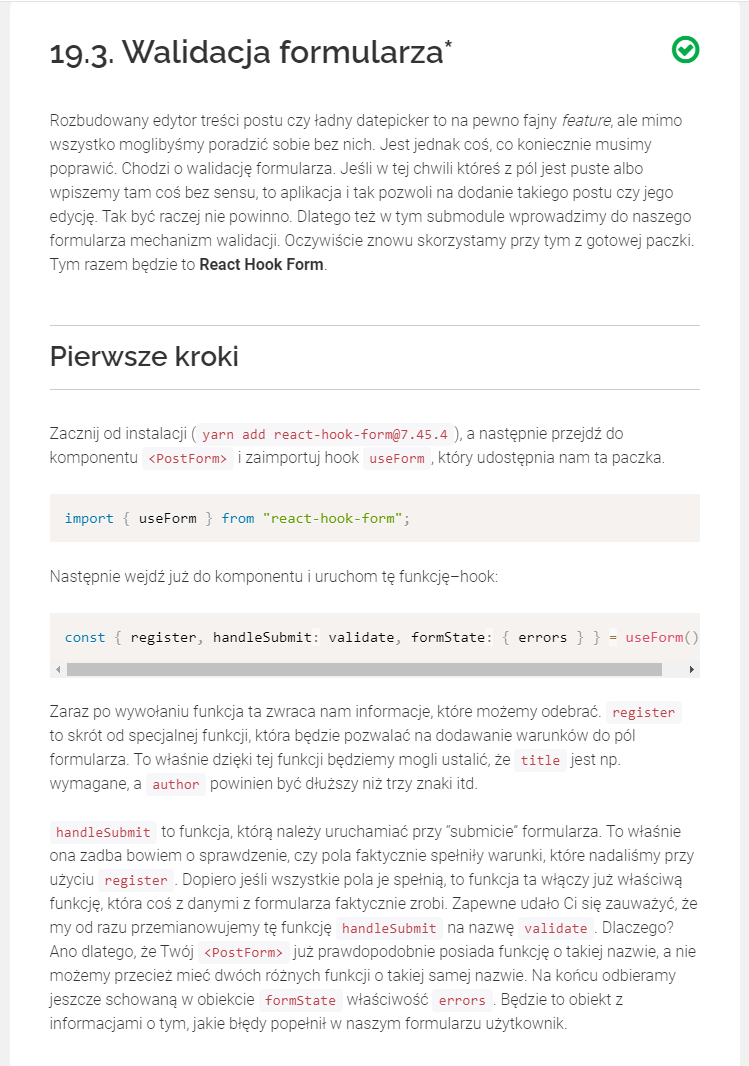 19.3. Walidacja formularza*
Rozbudowany edytor treści postu czy ładny datepicker to na pewno fajny feature, ale mimo
wszystko moglibyśmy poradzić sobie bez nich. Jest jednak coś, co koniecznie musimy
poprawić. Chodzi o walidację formularza. Jeśli w tej chwili któreś z pól jest puste albo
wpiszemy tam coś bez sensu, to aplikacja i tak pozwoli na dodanie takiego postu czy jego
edycję. Tak być raczej nie powinno. Dlatego też w tym submodule wprowadzimy do naszego
formularza mechanizm walidacji. Oczywiście znowu skorzystamy przy tym z gotowej paczki.
Tym razem będzie to React Hook Form.
Pierwsze kroki
Zacznij od instalacji ( yarn add react-hook-form@7.45.4 ), a następnie przejdź do
komponentu <PostForm> i zaimportuj hook useForm , który udostępnia nam ta paczka.
import { useForm } from "react-hook-form";
Następnie wejdź już do komponentu i uruchom tę funkcję–hook:
const { register, handleSubmit: validate, formState: { errors } } = useForm()
Zaraz po wywołaniu funkcja ta zwraca nam informacje, które możemy odebrać. register
to skrót od specjalnej funkcji, która będzie pozwalać na dodawanie warunków do pól
formularza. To właśnie dzięki tej funkcji będziemy mogli ustalić, że title jest np.
wymagane, a author powinien być dłuższy niż trzy znaki itd.
handleSubmit to funkcja, którą należy uruchamiać przy “submicie” formularza. To właśnie
ona zadba bowiem o sprawdzenie, czy pola faktycznie spełniły warunki, które nadaliśmy przy
użyciu register . Dopiero jeśli wszystkie pola je spełnią, to funkcja ta włączy już właściwą
funkcję, która coś z danymi z formularza faktycznie zrobi. Zapewne udało Ci się zauważyć, że
my od razu przemianowujemy tę funkcję handleSubmit na nazwę validate . Dlaczego?
Ano dlatego, że Twój <PostForm> już prawdopodobnie posiada funkcję o takiej nazwie, a nie
możemy przecież mieć dwóch różnych funkcji o takiej samej nazwie. Na końcu odbieramy
jeszcze schowaną w obiekcie formState właściwość errors . Będzie to obiekt z
informacjami o tym, jakie błędy popełnił w naszym formularzu użytkownik.